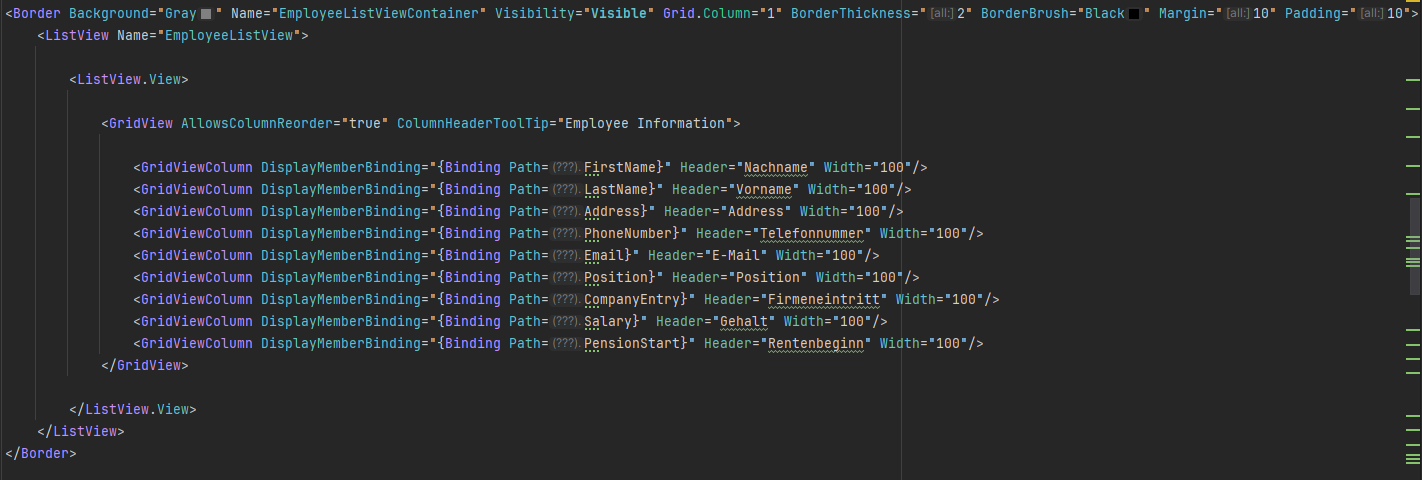 <Border Background="Gray" Name="EmployeeListViewContainer" Visibility="Visible" Grid.Column="1" BorderThickness="[all:]2" BorderBrush="Black" Margin="[all:]10" Padding="[all:]10">
<ListView Name="EmployeeListView">
<ListView.View>
<GridView AllowsColumnReorder="true" ColumnHeaderToolTip="Employee Information">
<GridViewColumn DisplayMemberBinding="{Binding Path=(???).FirstName}" Header="Nachname" Width="100"/>
<GridViewColumn DisplayMemberBinding="{Binding Path=(???).LastName}" Header="Vorname" Width="100"/>
<GridViewColumn DisplayMemberBinding="{Binding Path=(???).Address}" Header="Address" Width="100"/>
<GridViewColumn DisplayMemberBinding="{Binding Path=(???).PhoneNumber}" Header="Telefonnummer" Width="100"/>
<GridViewColumn DisplayMemberBinding="{Binding Path=(???).Email}" Header="E-Mail" Width="100"/>
<GridViewColumn DisplayMemberBinding="{Binding Path=(???).Position}" Header="Position" Width="100"/>
<GridViewColumn DisplayMemberBinding="{Binding Path=(???).CompanyEntry}" Header="Firmeneintritt" Width="100"/>
<GridViewColumn DisplayMemberBinding="{Binding Path=(???).Salary}" Header="Gehalt" Width="100"/>
<GridViewColumn DisplayMemberBinding="{Binding Path=(???).PensionStart}" Header="Rentenbeginn" Width="100"/>
</GridView>
</ListView.View>
</ListView>
</Border>